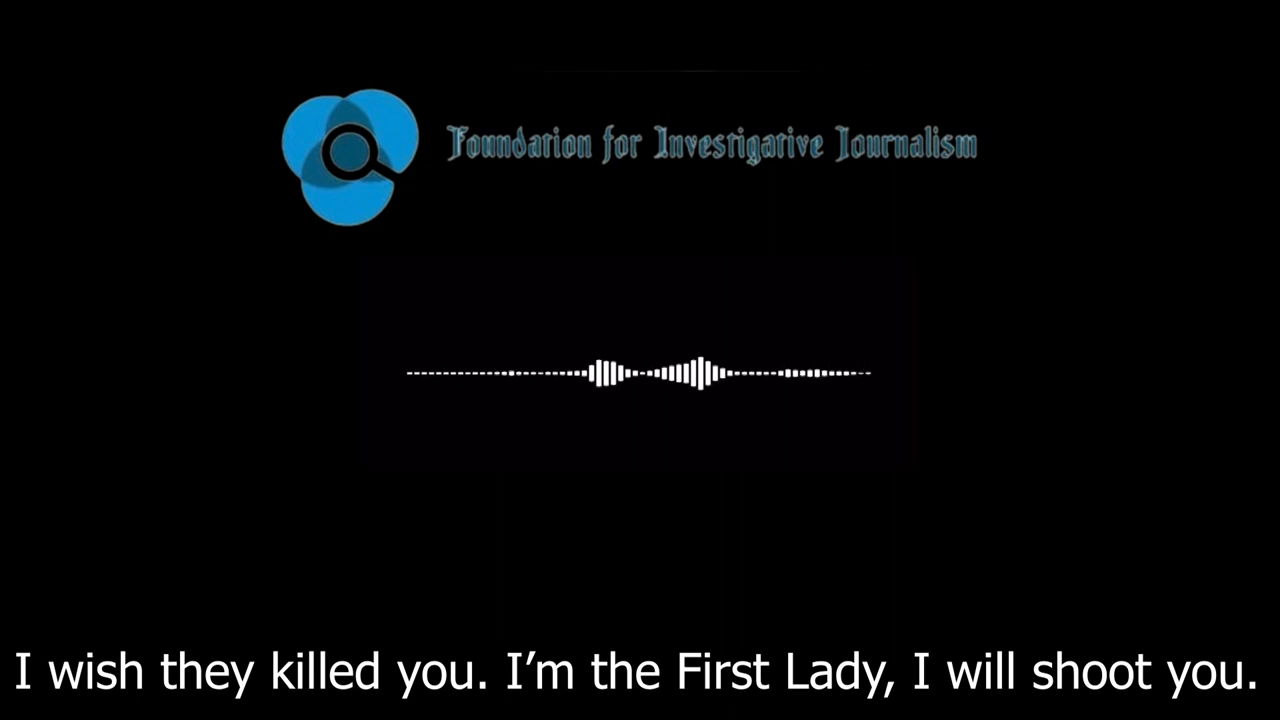 Foundation for Investigative Journalism
I wish they killed you. I’m the First Lady, I will shoot you.